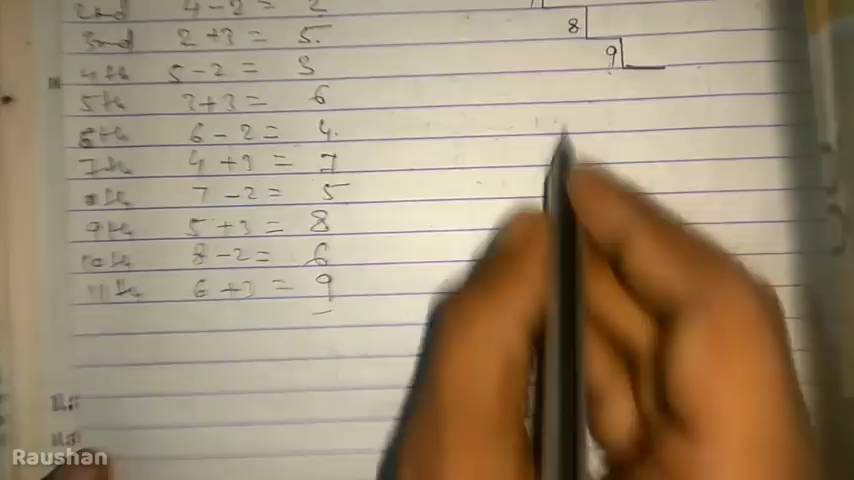 2nd 4-2 = 2
3rd 2+3 = 5.
4th 5-2 = 3
5th 3+3 = 6
6th 6-2 = 4.
7th 4+3 = 7
8th 7-2 = 5
9th 5+3 = 8
10th 8-2 = 6
11th 6+3 = 9
8
9
Raushan